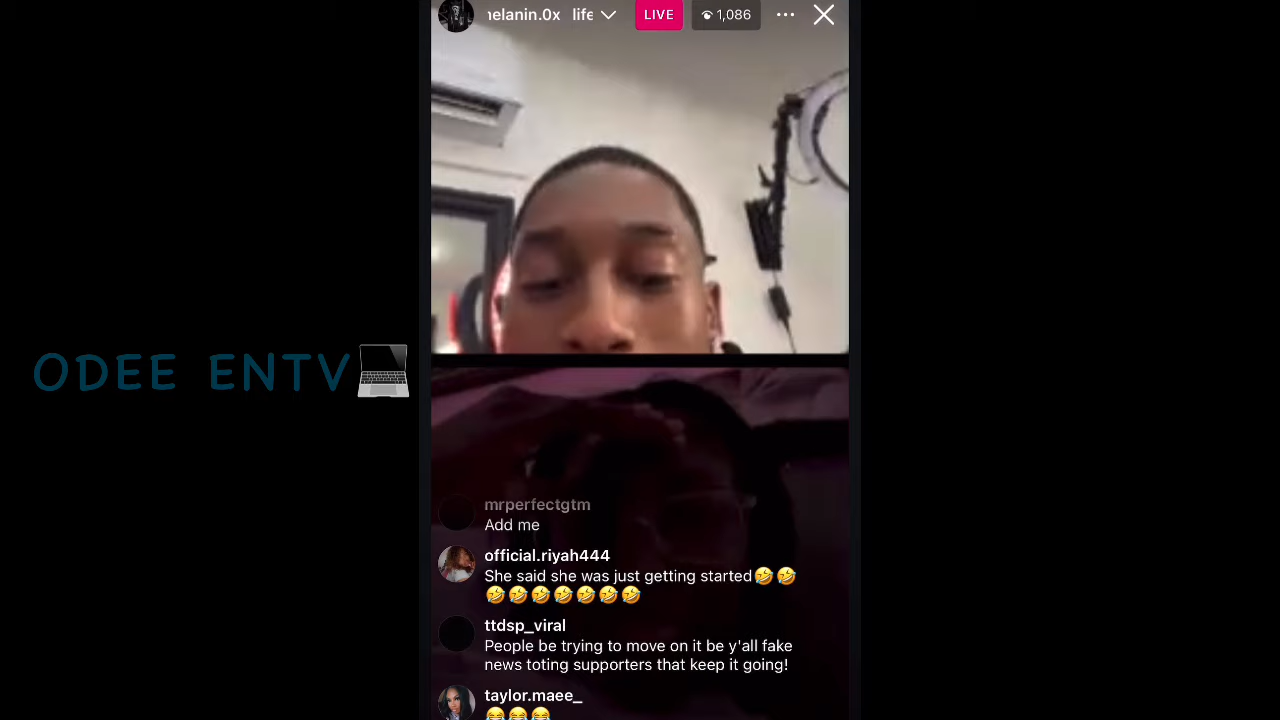 elanin.0x life
LIVE
1,086
ODEE ENTV
mrperfectgtm
Add me
official.riyah444
She said she was just getting started🤣🤣
🤣🤣🤣🤣🤣🤣🤣
ttdsp_viral
People be trying to move on it be y'all fake
news toting supporters that keep it going!
taylor.maee_
😂😂😂